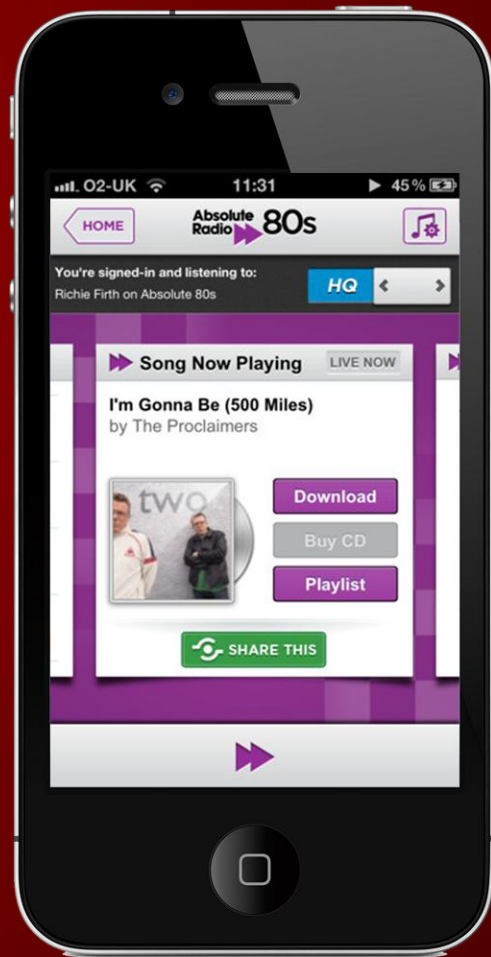 O2-UK 11:31 45%
HOME
Absolute
Radio 80s
You're signed-in and listening to:
Richie Firth on Absolute 80s
HQ
Song Now Playing LIVE NOW
I'm Gonna Be (500 Miles)
by The Proclaimers
two
Download
Buy CD
Playlist
SHARE THIS